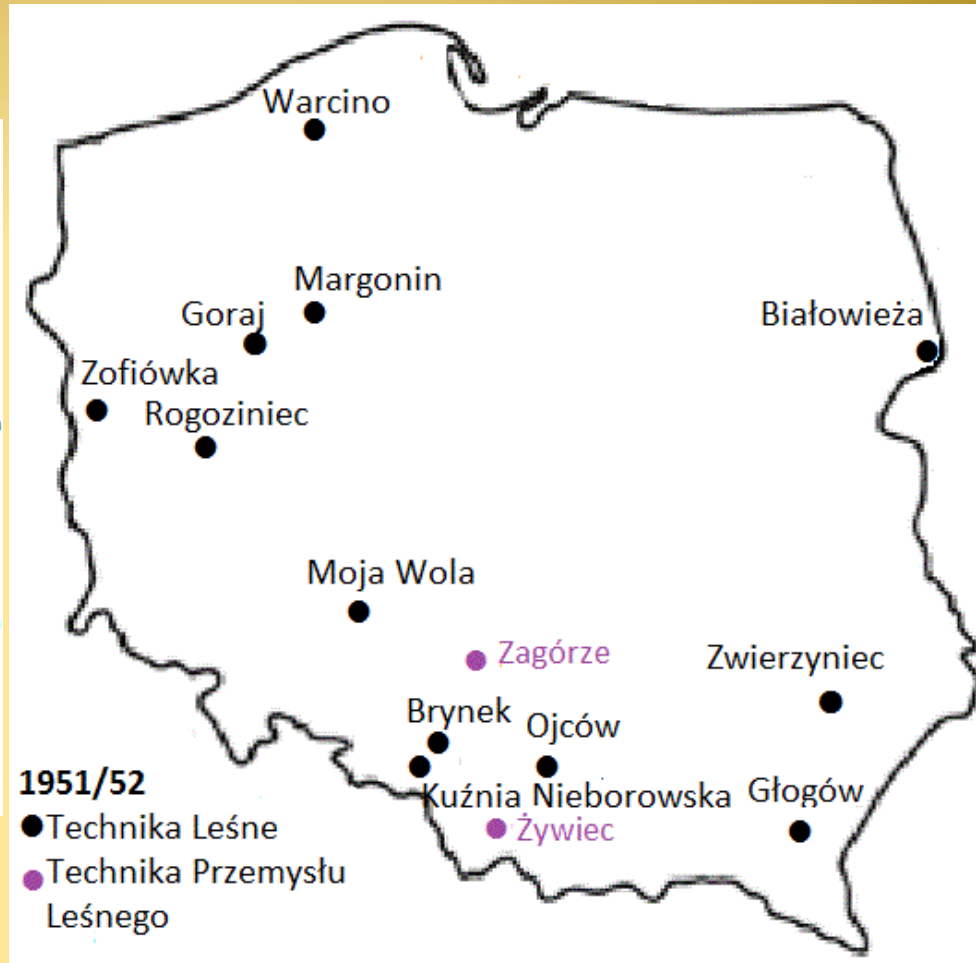 Warcino
Margonin
Goraj
Białowieża
Zofiówka
Rogoziniec
Moja Wola
Zagórze
Zwierzyniec
Brynek
Ojców
Kuźnia Nieborowska
Głogów
Żywiec
1951/52
Technika Leśne
Technika Przemysłu
Leśnego